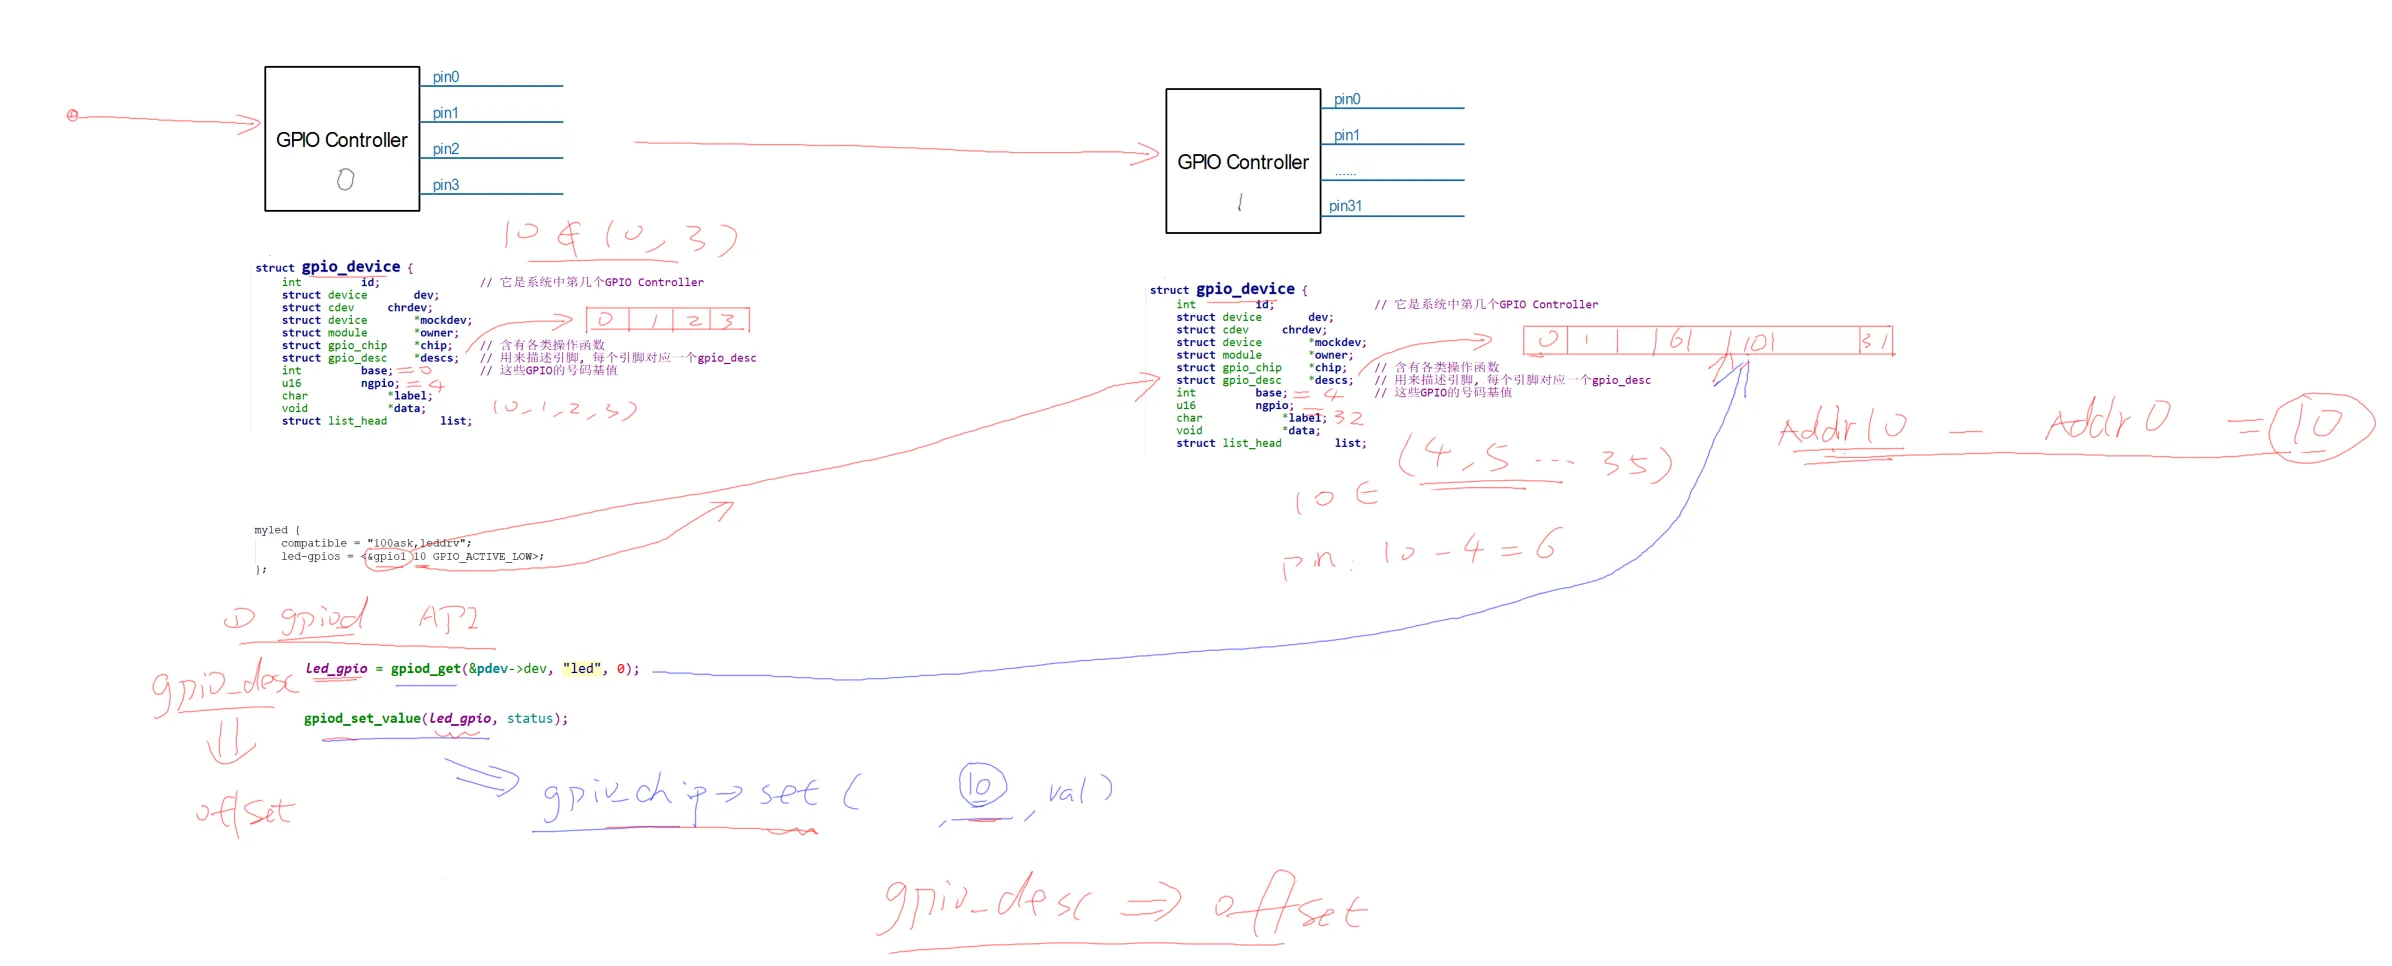 pin0
pin1
GPIO Controller
pin2
0
pin3
pin0
pin1
GPIO Controller
......
1
pin31
10 ∉ (0, 3)
struct gpio_device {
int id; // 它是系统中第几个GPIO Controller
struct device dev;
struct cdev chrdev;
struct device *mockdev;
struct module *owner;
struct gpio_chip *chip; // 含有各类操作函数
struct gpio_desc *descs; // 用来描述引脚, 每个引脚对应一个gpio_desc
int base; = 0 // 这些GPIO的号码基值
u16 ngpio; = 4
char *label;
void *data; (0, 1, 2, 3)
struct list_head list;
0 1 2 3
struct gpio_device {
int id; // 它是系统中第几个GPIO Controller
struct device dev;
struct cdev chrdev;
struct device *mockdev;
struct module *owner;
struct gpio_chip *chip; // 含有各类操作函数
struct gpio_desc *descs; // 用来描述引脚, 每个引脚对应一个gpio_desc
int base; = 4 // 这些GPIO的号码基值
u16 ngpio; = 32
char *label;
void *data;
struct list_head list;
0 1 6 10 31
Addr10 - Addr0 = 10
(4, 5 ... 35)
10 ∈
pin: 10 - 4 = 6
myled {
compatible = "100ask,leddrv";
led-gpios = <&gpio1 10 GPIO_ACTIVE_LOW>;
};
① gpiod API
led_gpio = gpiod_get(&pdev->dev, "led", 0);
gpio_desc
gpiod_set_value(led_gpio, status);
offset
gpio_chip->set ( , 10, val)
gpio_desc => offset